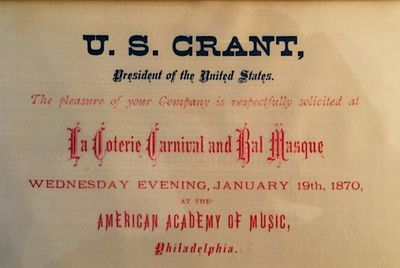 U. S. GRANT,
President of the United States.
The pleasure of your Company is respectfully solicited at
La Coterie Carnival and Bal Masque
WEDNESDAY EVENING, JANUARY 19th, 1870,
AT THE
AMERICAN ACADEMY OF MUSIC,
Philadelphia.